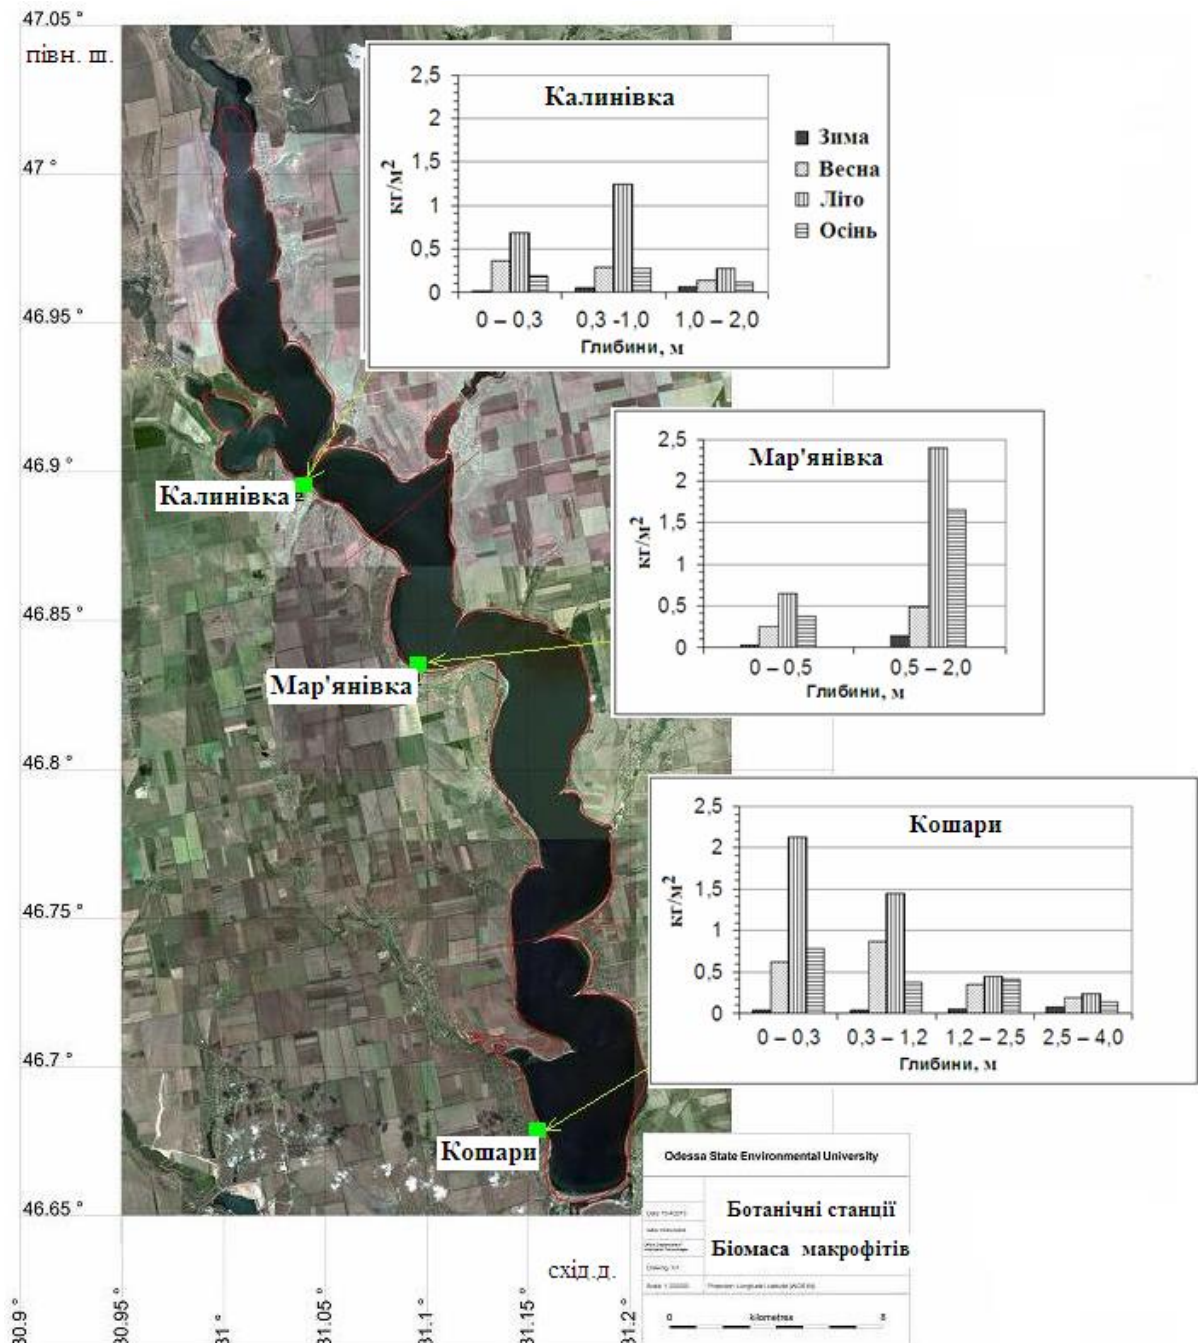 47.05 °
півн. ш.
47 °
46.95 °
46.9 °
46.85 °
46.8 °
46.75 °
46.7 °
46.65 °
Калинівка
кг/м²
2,5
2
1,5
1
0,5
0
0 – 0,3
0,3 -1,0
1,0 – 2,0
Глибини, м
Зима
Весна
Літо
Осінь
Калинівка
Мар'янівка
кг/м²
2,5
2
1,5
1
0,5
0
0 – 0,5
0,5 – 2,0
Глибини, м
Мар'янівка
Кошари
кг/м²
2,5
2
1,5
1
0,5
0
0 – 0,3
0,3 – 1,2
1,2 – 2,5
2,5 – 4,0
Глибини, м
Кошари
Odessa State Environmental University
Ботанічні станції
Біомаса макрофітів
0 kilometres 8
схід.д.
30.9 °
30.95 °
31 °
31.05 °
31.1 °
31.15 °
31.2 °